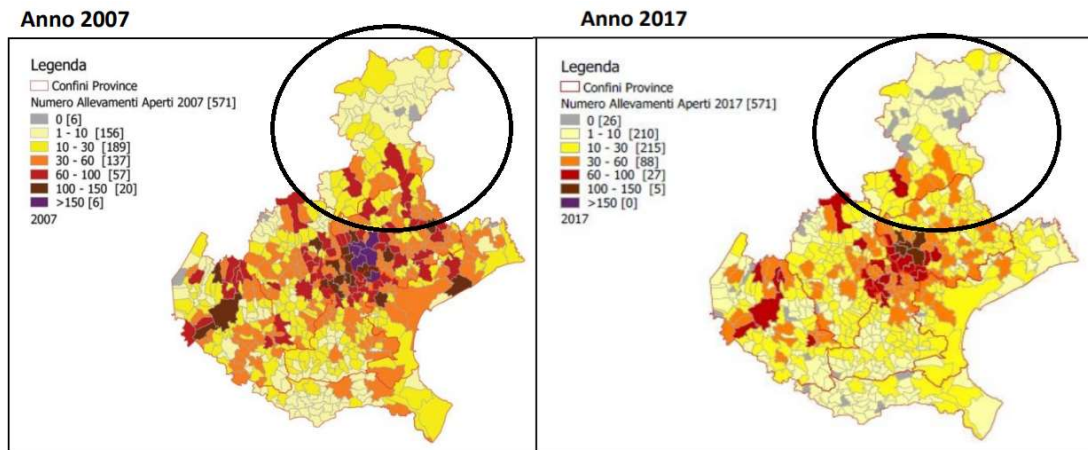 Anno 2007
Legenda
Confini Province
Numero Allevamenti Aperti 2007 [571]
0 [6]
1 - 10 [156]
10 - 30 [189]
30 - 60 [137]
60 - 100 [57]
100 - 150 [20]
>150 [6]
2007
Anno 2017
Legenda
Confini Province
Numero Allevamenti Aperti 2017 [571]
0 [26]
1 - 10 [210]
10 - 30 [215]
30 - 60 [88]
60 - 100 [27]
100 - 150 [5]
>150 [0]
2017